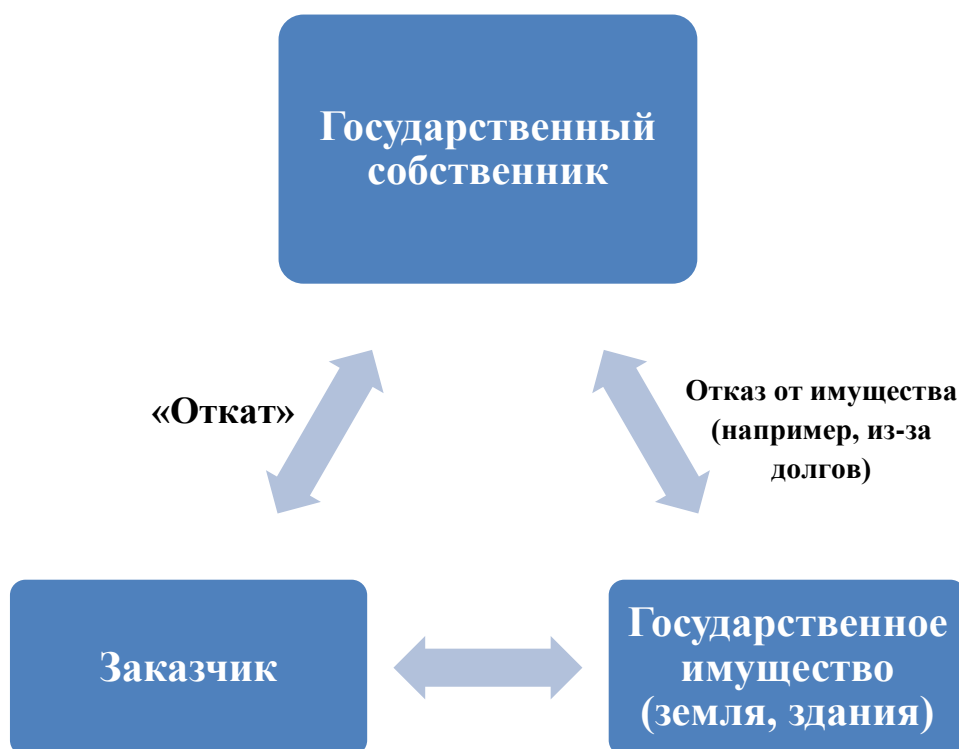 Государственный
собственник
«Откат»
Отказ от имущества
(например, из-за
долгов)
Заказчик
Государственное
имущество
(земля, здания)